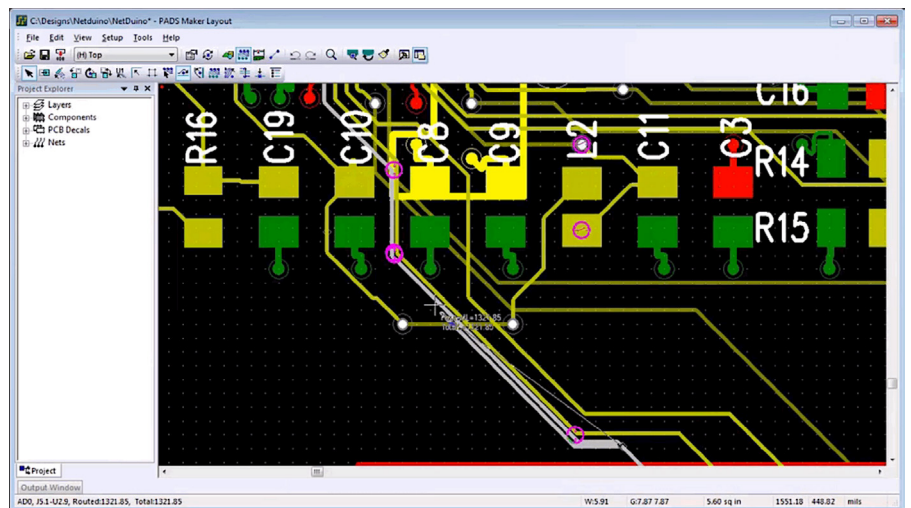 C:\Designs\Netduino\NetDuino* - PADS Maker Layout
File Edit View Setup Tools Help
(H) Top
Project Explorer
Layers
Components
PCB Decals
Nets
R16
C19
C10
C8
C9
L2
C11
C3
C16
R14
R15
Project
Output Window
AD0, J5.1-U2.9, Routed:1321.85, Total:1321.85
W:5.91
G:7.87 7.87
5.60 sq in
1551.18
448.82
mils